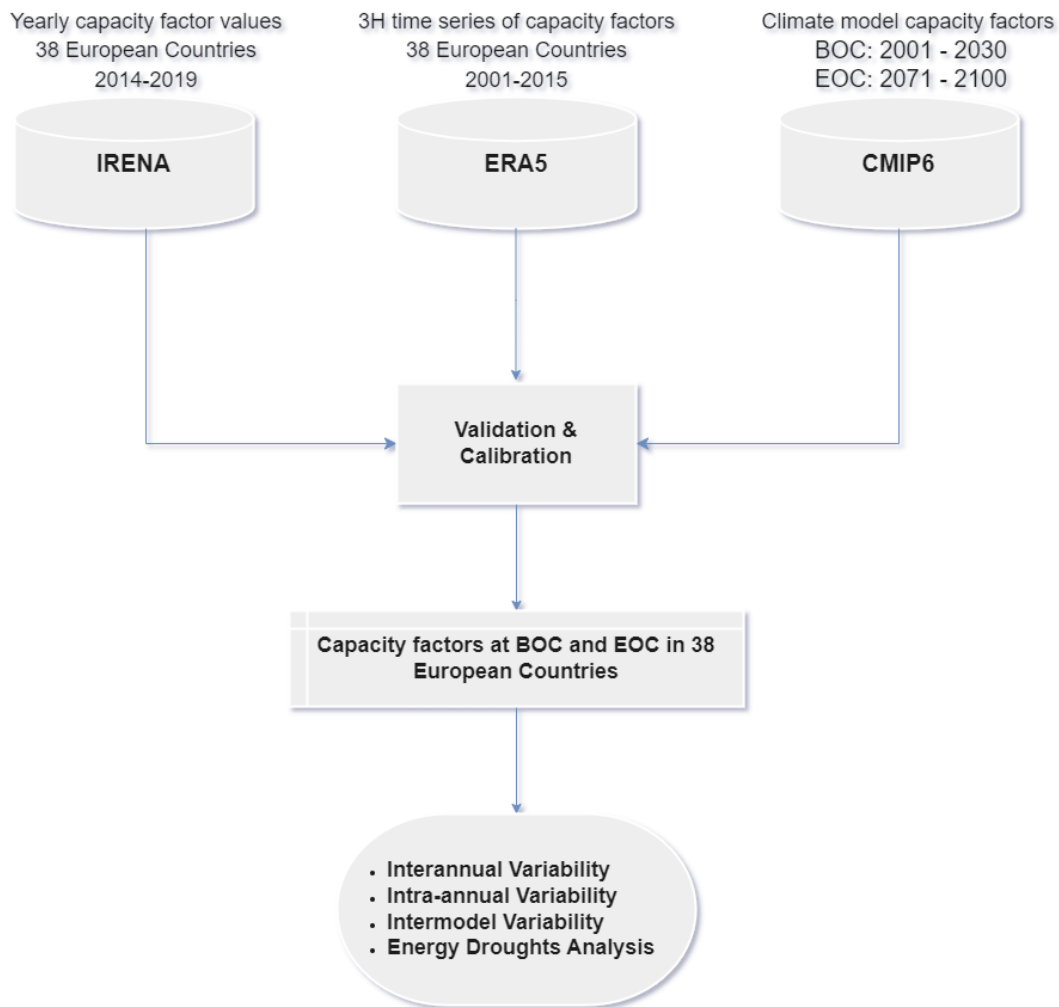 Yearly capacity factor values
38 European Countries
2014-2019
IRENA
3H time series of capacity factors
38 European Countries
2001-2015
ERA5
Climate model capacity factors
BOC: 2001 - 2030
EOC: 2071 - 2100
CMIP6
Validation &
Calibration
Capacity factors at BOC and EOC in 38
European Countries
• Interannual Variability
• Intra-annual Variability
• Intermodel Variability
• Energy Droughts Analysis